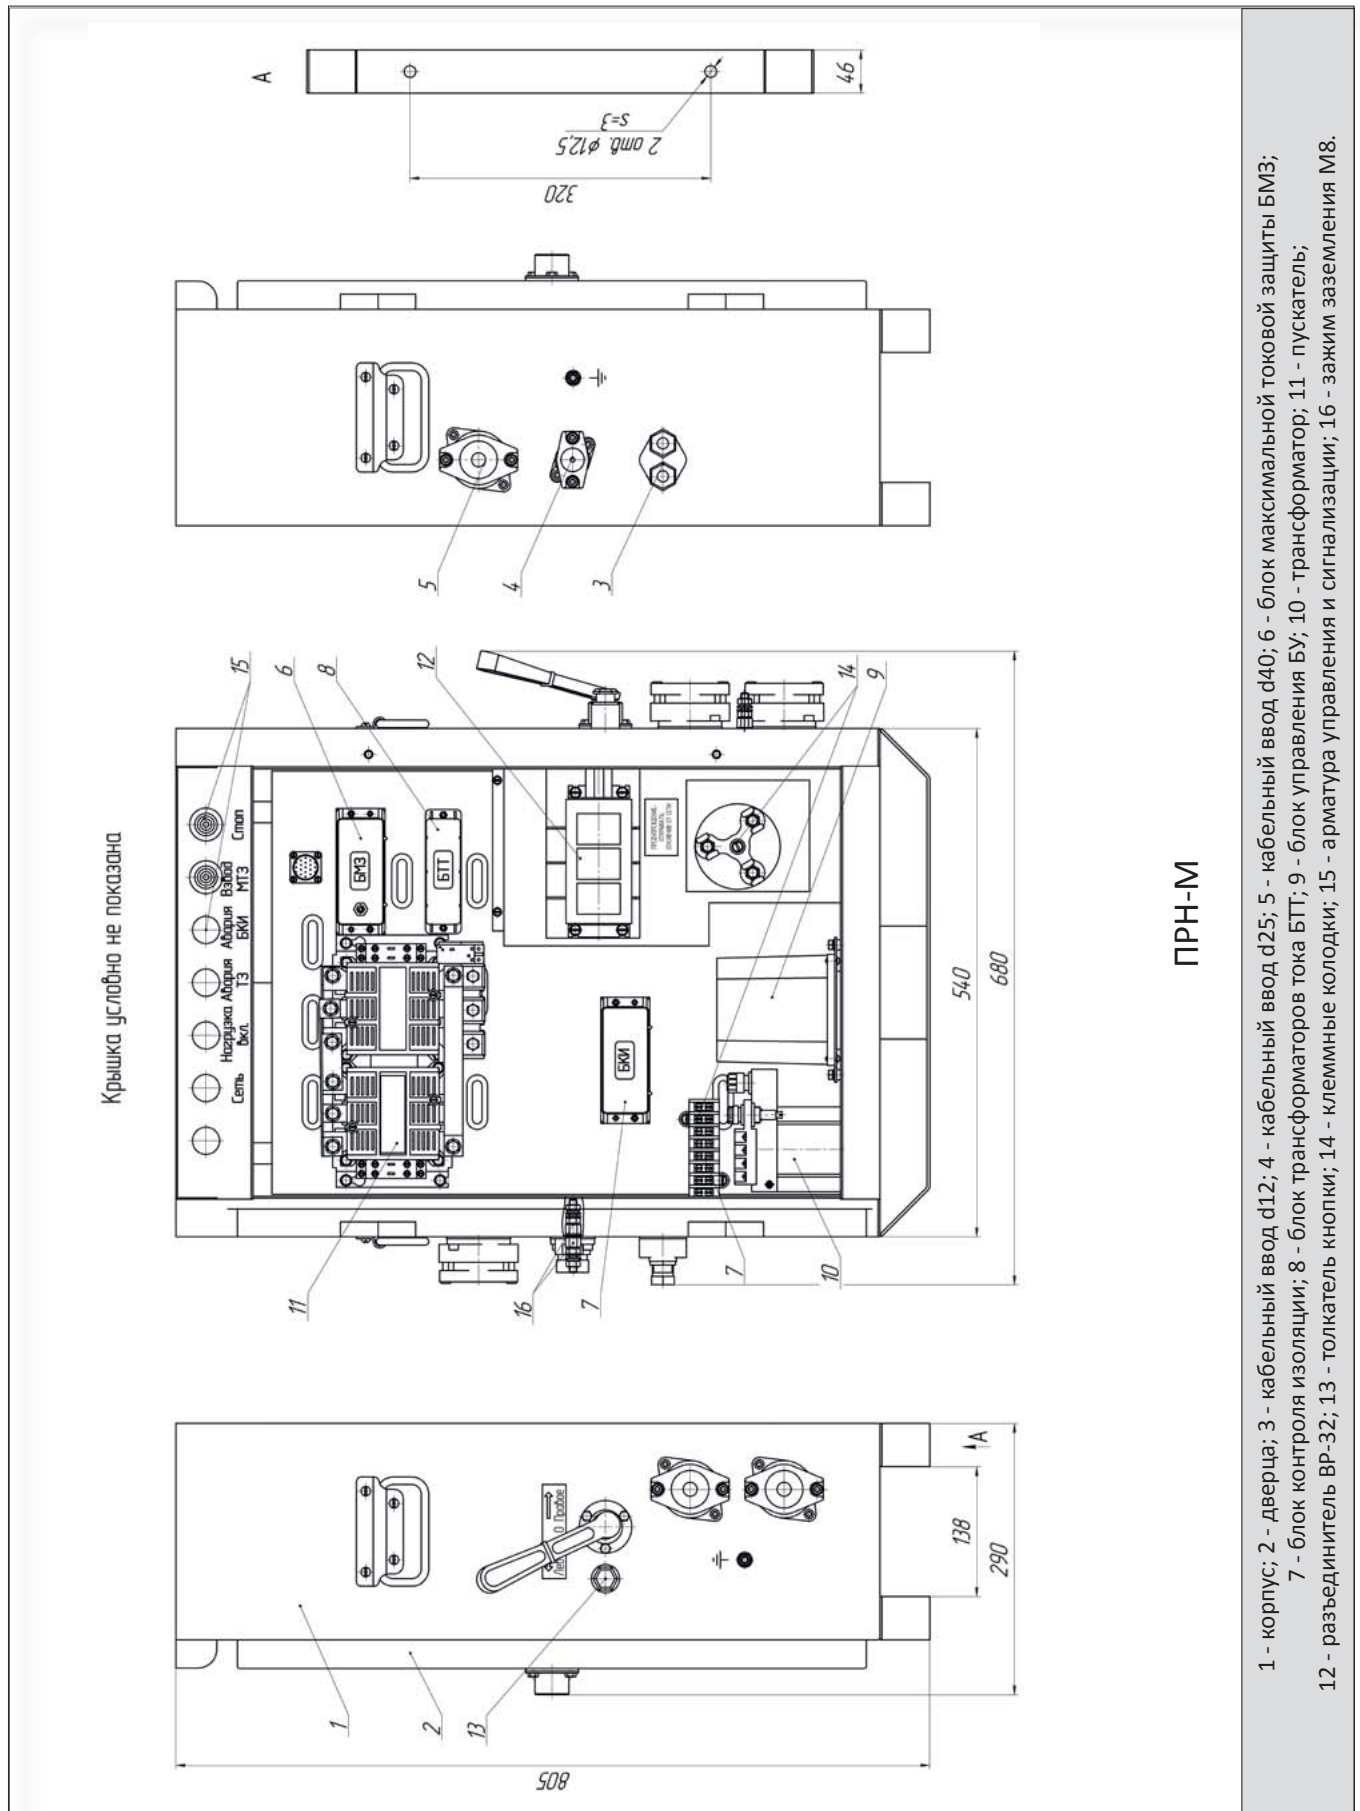 Крышка условно не показана
А
2 отв. φ12,5
s=3
320
46
5
4
3
15
6
8
12
14
9
Сеть
Нагрузка
вкл.
Авария
ТЗ
Авария
БКИ
Взвод
МТЗ
Стоп
БМЗ
БТТ
БКИ
11
16
7
7
10
540
680
О
Правое
1
2
13
805
138
290
А
ПРН-М
1 - корпус; 2 - дверца; 3 - кабельный ввод d12; 4 - кабельный ввод d25; 5 - кабельный ввод d40; 6 - блок максимальной токовой защиты БМЗ;
7 - блок контроля изоляции; 8 - блок трансформаторов тока БТТ; 9 - блок управления БУ; 10 - трансформатор; 11 - пускатель;
12 - разъединитель ВР-32; 13 - толкатель кнопки; 14 - клеммные колодки; 15 - арматура управления и сигнализации; 16 - зажим заземления М8.